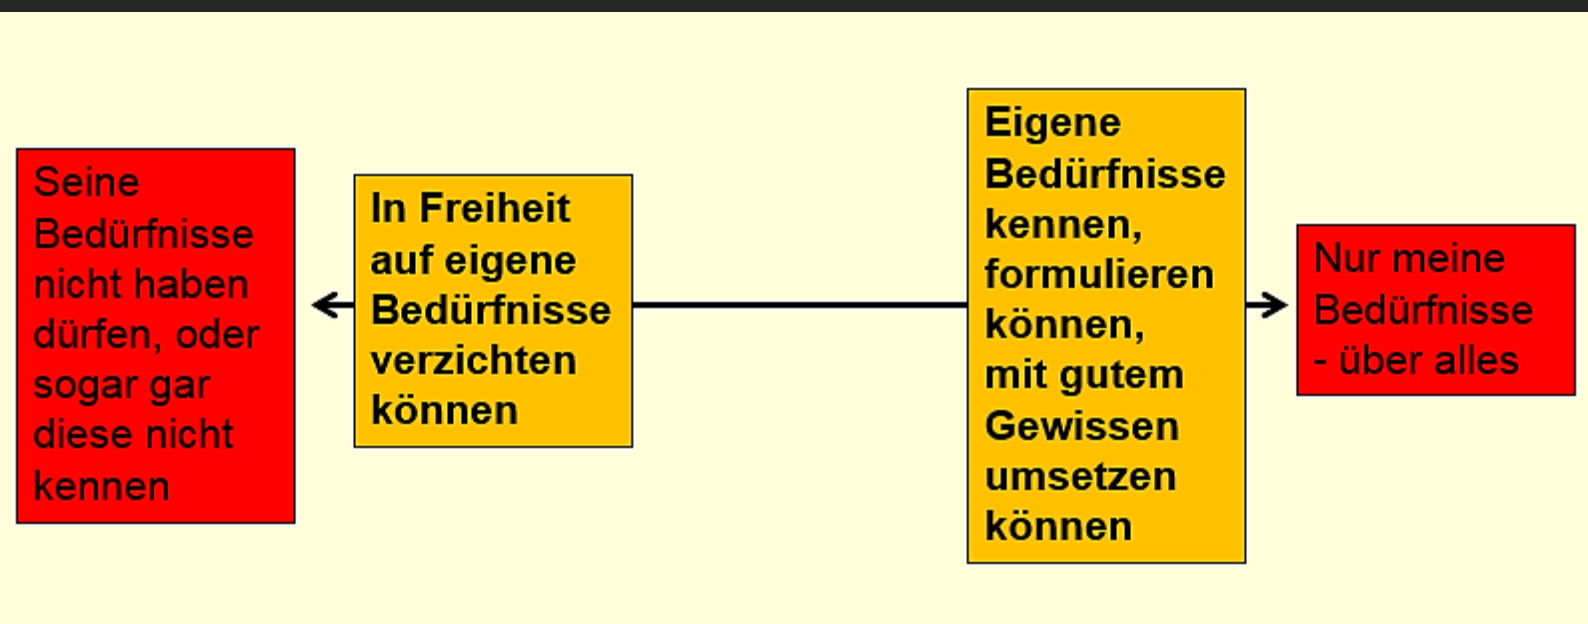 Seine
Bedürfnisse
nicht haben
dürfen, oder
sogar gar
diese nicht
kennen
In Freiheit
auf eigene
Bedürfnisse
verzichten
können
Eigene
Bedürfnisse
kennen,
formulieren
können,
mit gutem
Gewissen
umsetzen
können
Nur meine
Bedürfnisse
- über alles